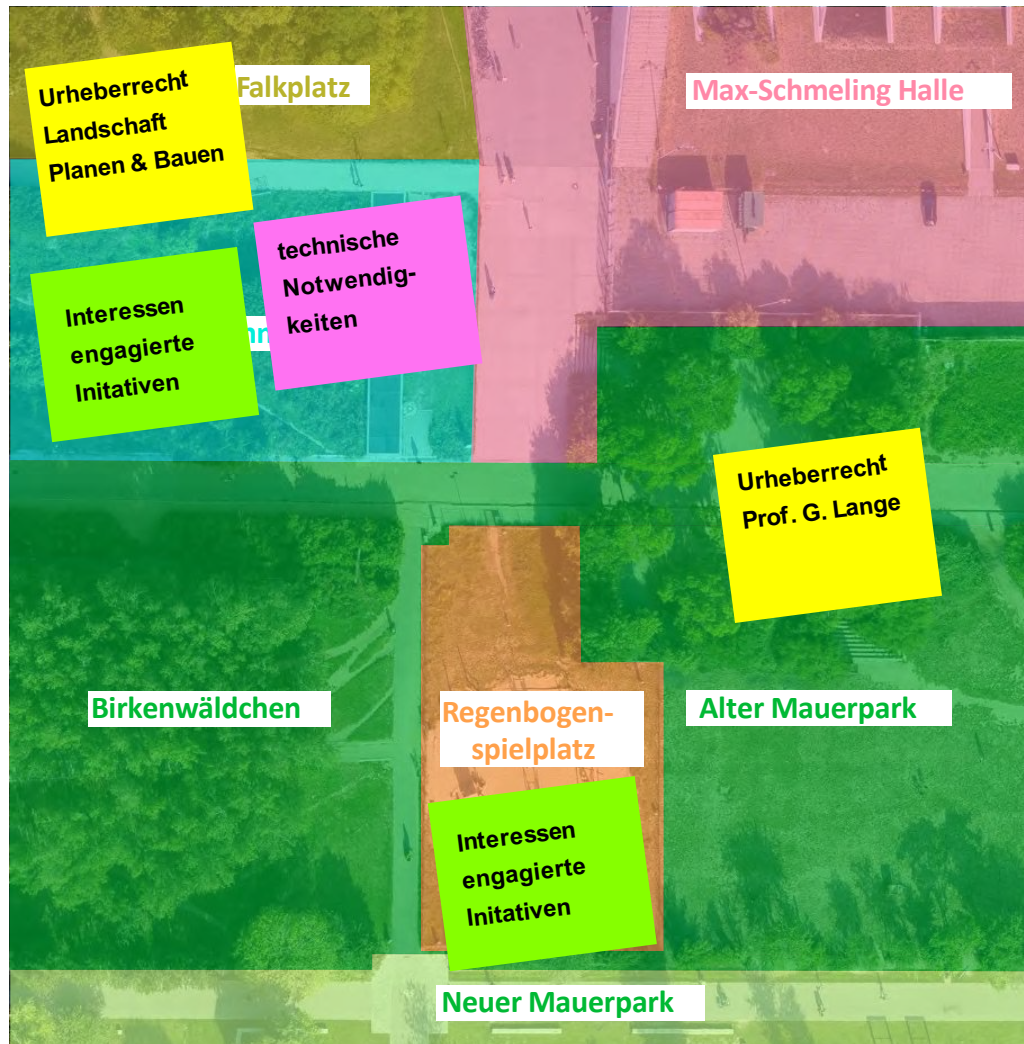 Urheberrecht
Landschaft
Planen & Bauen
Falkplatz
Max-Schmeling Halle
technische
Notwendig-
keiten
Interessen
engagierte
Initativen
Urheberrecht
Prof. G. Lange
Birkenwäldchen
Regenbogen-
spielplatz
Alter Mauerpark
Interessen
engagierte
Initativen
Neuer Mauerpark